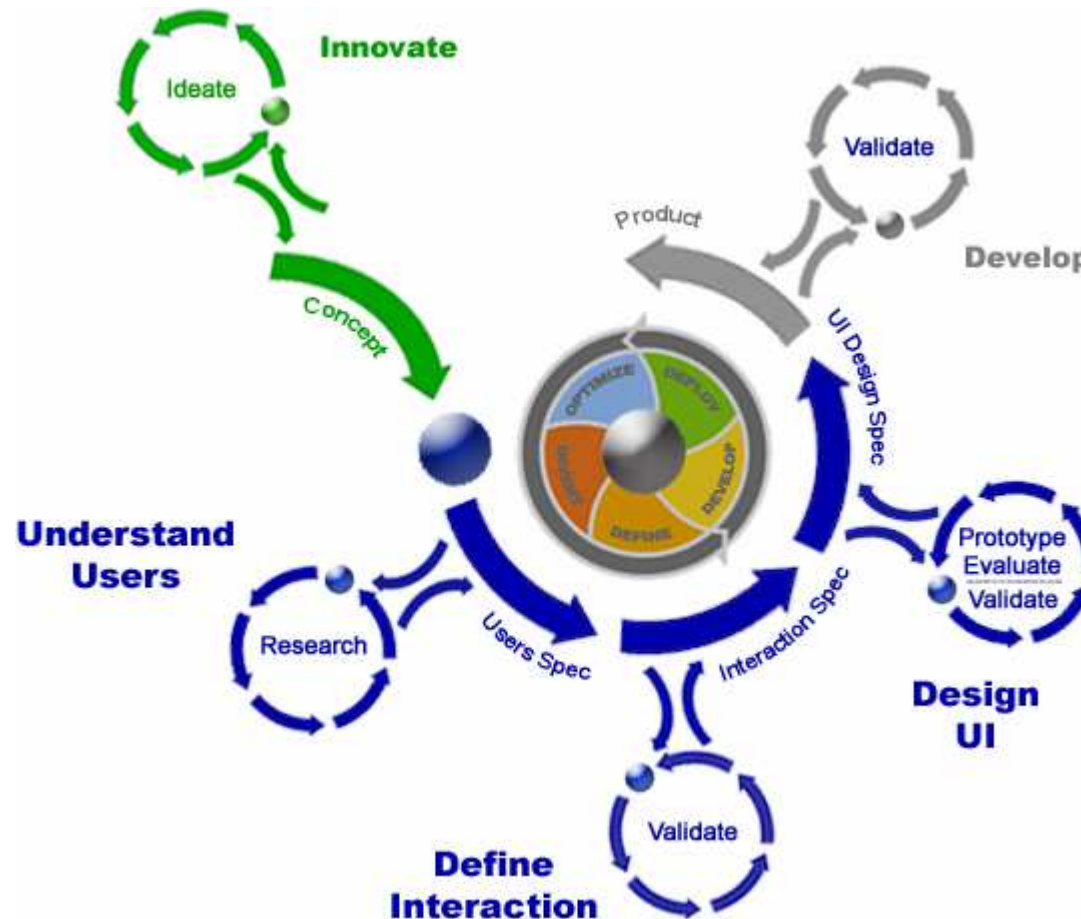 Innovate
Ideate
Concept
Validate
Product
Develop
UI Design Spec
OPTIMIZE
DEPLOY
DEVELOP
DEFINE
Understand
Users
Research
Users Spec
Interaction Spec
Prototype
Evaluate
Validate
Design
UI
Validate
Define
Interaction